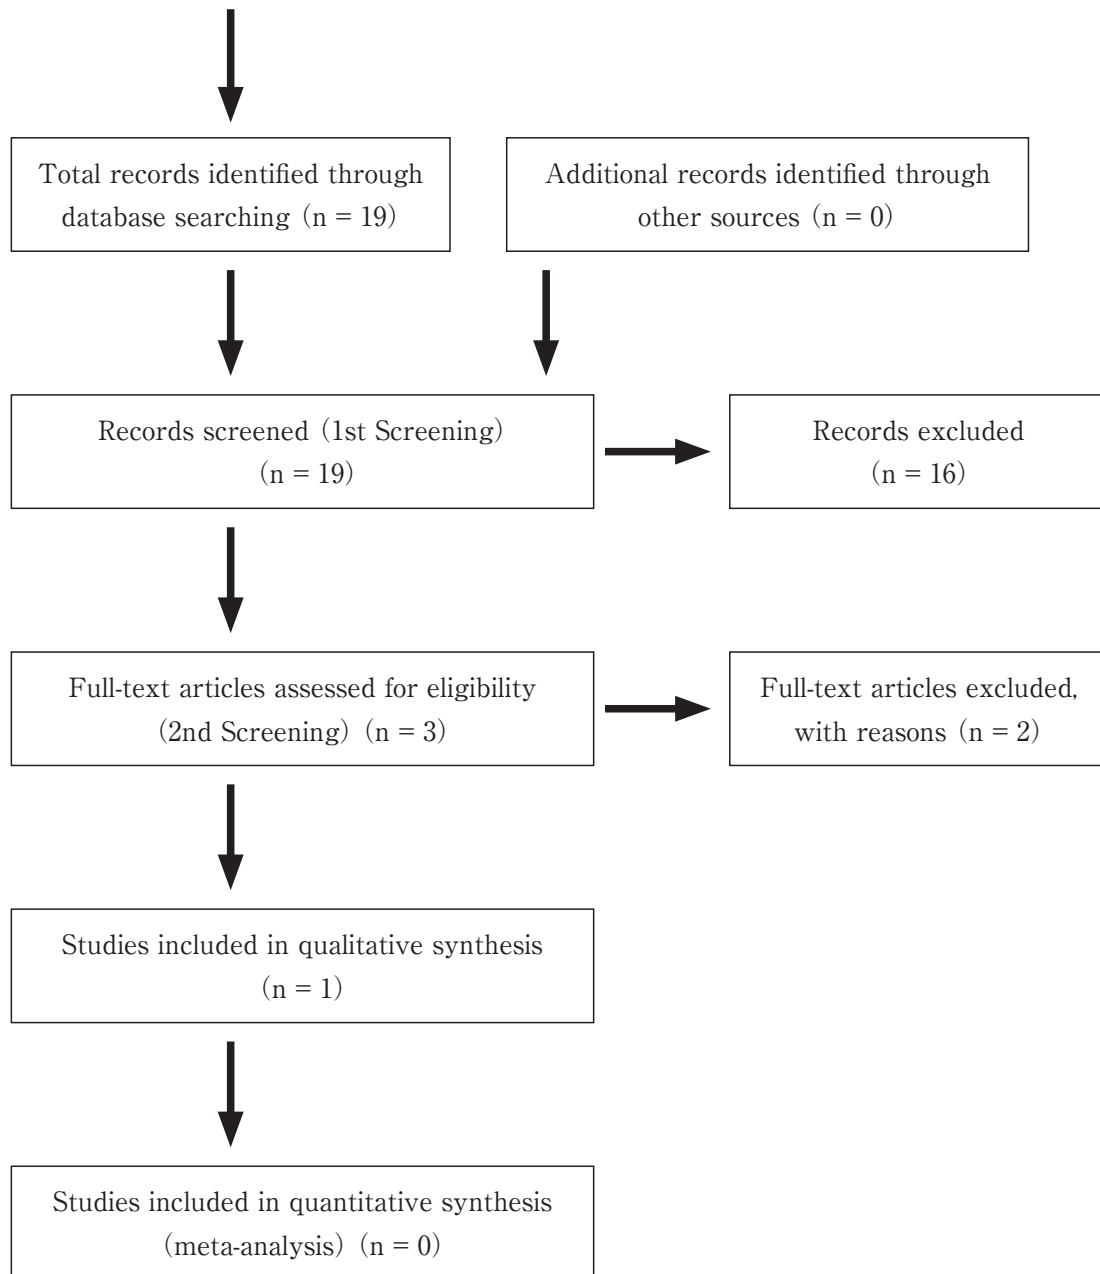 Total records identified through
database searching (n = 19)
Additional records identified through
other sources (n = 0)
Records screened (1st Screening)
(n = 19)
Records excluded
(n = 16)
Full-text articles assessed for eligibility
(2nd Screening) (n = 3)
Full-text articles excluded,
with reasons (n = 2)
Studies included in qualitative synthesis
(n = 1)
Studies included in quantitative synthesis
(meta-analysis) (n = 0)